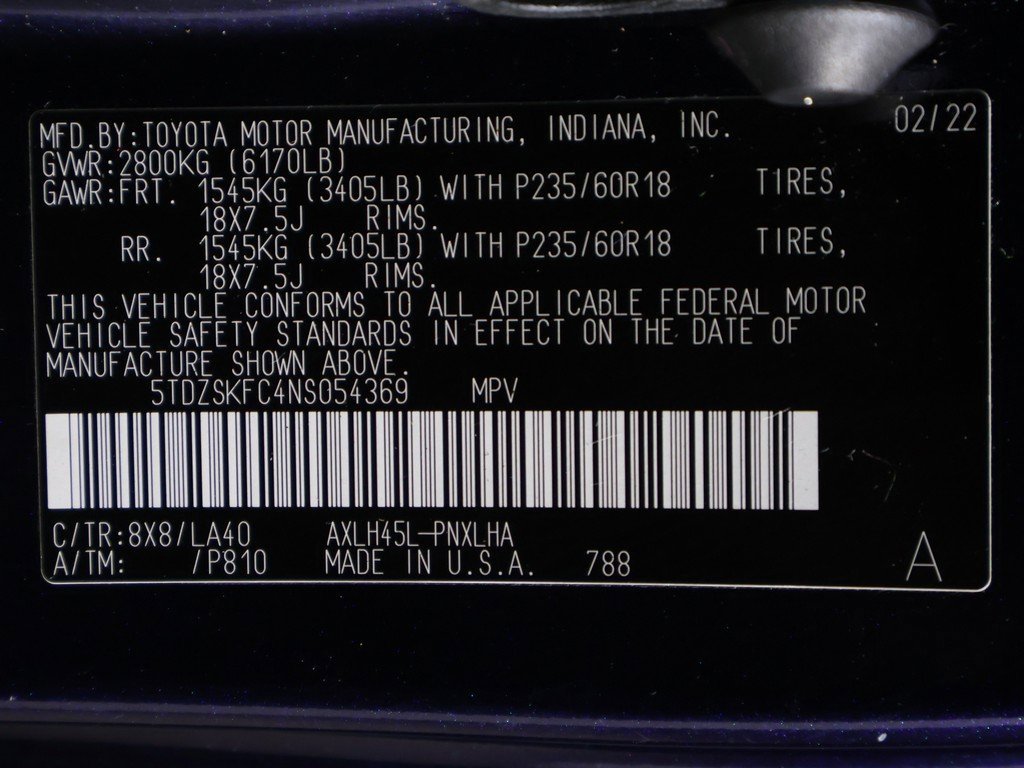 MFD.BY:TOYOTA MOTOR MANUFACTURING, INDIANA, INC. 02/22
GVWR:2800KG (6170LB)
GAWR:FRT. 1545KG (3405LB) WITH P235/60R18 TIRES,
18X7.5J RIMS.
RR. 1545KG (3405LB) WITH P235/60R18 TIRES,
18X7.5J RIMS.
THIS VEHICLE CONFORMS TO ALL APPLICABLE FEDERAL MOTOR
VEHICLE SAFETY STANDARDS IN EFFECT ON THE DATE OF
MANUFACTURE SHOWN ABOVE.
5TDZSKFC4NS054369 MPV
C/TR:8X8/LA40 AXLH45L-PNXLHA
A/TM: /P810 MADE IN U.S.A. 788 A